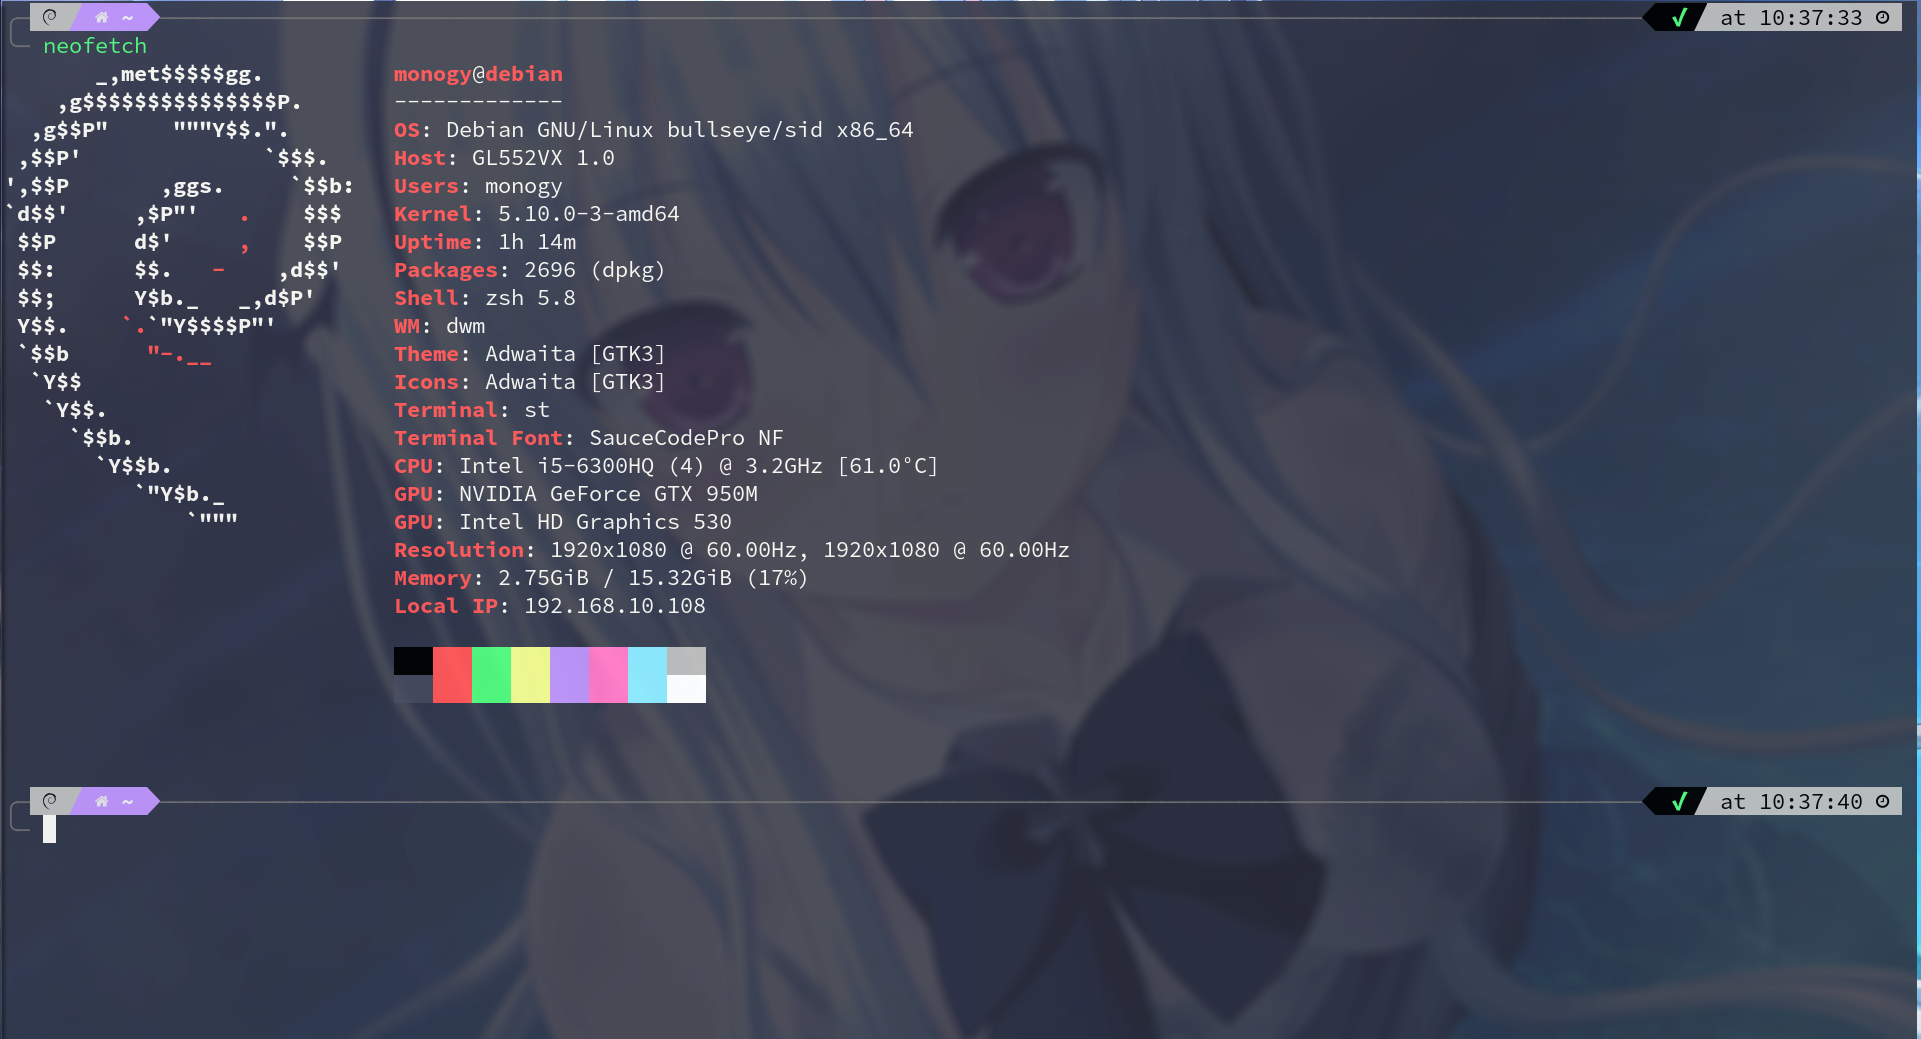 ~ ✓ at 10:37:33
neofetch
_,met$$$$$gg.
,g$$$$$$$$$$$$$$$P.
,g$$P"     """Y$$.".
,$$P'              `$$$.
',$$P       ,ggs.     `$$b:
`d$$'     ,$P"'   .    $$$
$$P      d$'     ,    $$P
$$:      $$.   -    ,d$$'
$$;      Y$b._   _,d$P'
Y$$.    `.`"Y$$$$P"'
`$$b      "-.__
`Y$$
`Y$$.
`$$b.
`Y$$b.
`"Y$b._
`"""
monogy@debian
-------------
OS: Debian GNU/Linux bullseye/sid x86_64
Host: GL552VX 1.0
Users: monogy
Kernel: 5.10.0-3-amd64
Uptime: 1h 14m
Packages: 2696 (dpkg)
Shell: zsh 5.8
WM: dwm
Theme: Adwaita [GTK3]
Icons: Adwaita [GTK3]
Terminal: st
Terminal Font: SauceCodePro NF
CPU: Intel i5-6300HQ (4) @ 3.2GHz [61.0°C]
GPU: NVIDIA GeForce GTX 950M
GPU: Intel HD Graphics 530
Resolution: 1920x1080 @ 60.00Hz, 1920x1080 @ 60.00Hz
Memory: 2.75GiB / 15.32GiB (17%)
Local IP: 192.168.10.108
~ ✓ at 10:37:40